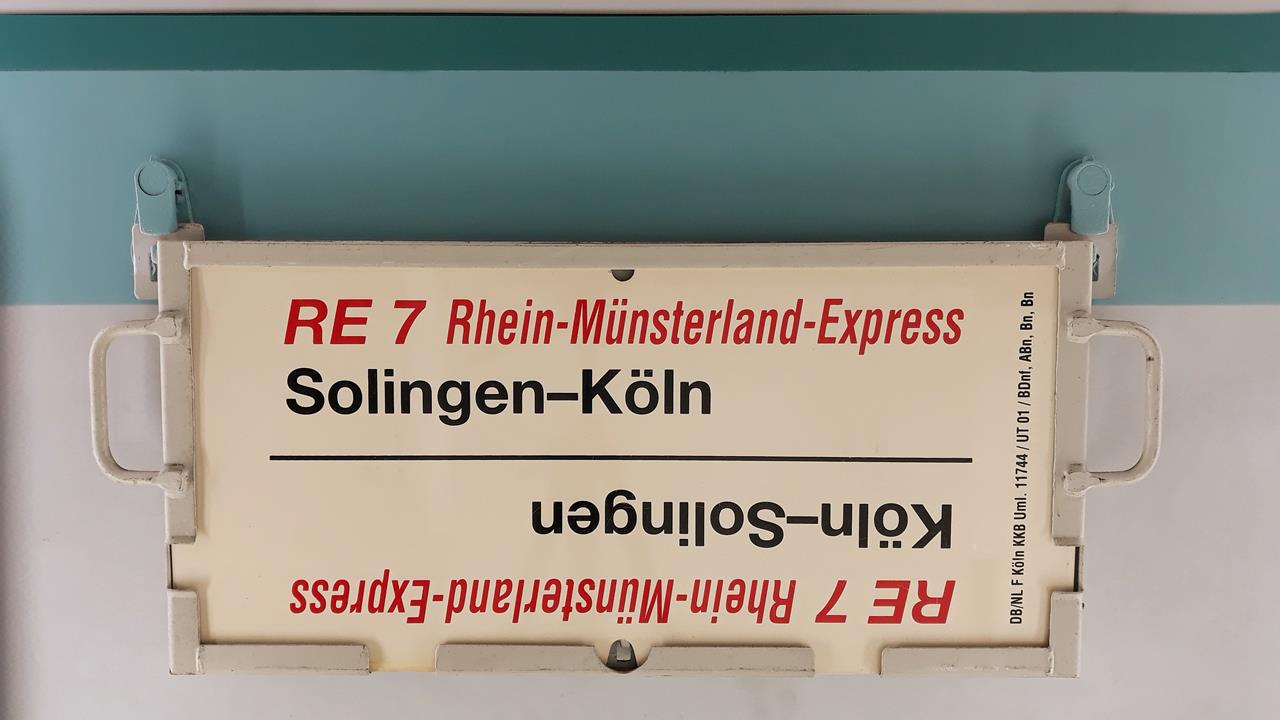 RE 7 Rhein-Münsterland-Express
Solingen–Köln
Köln–Solingen
RE 7 Rhein-Münsterland-Express
DB/NL F Köln KKB Uml. 11744 / UT 01 / BDnf, ABn, Bn, Bn